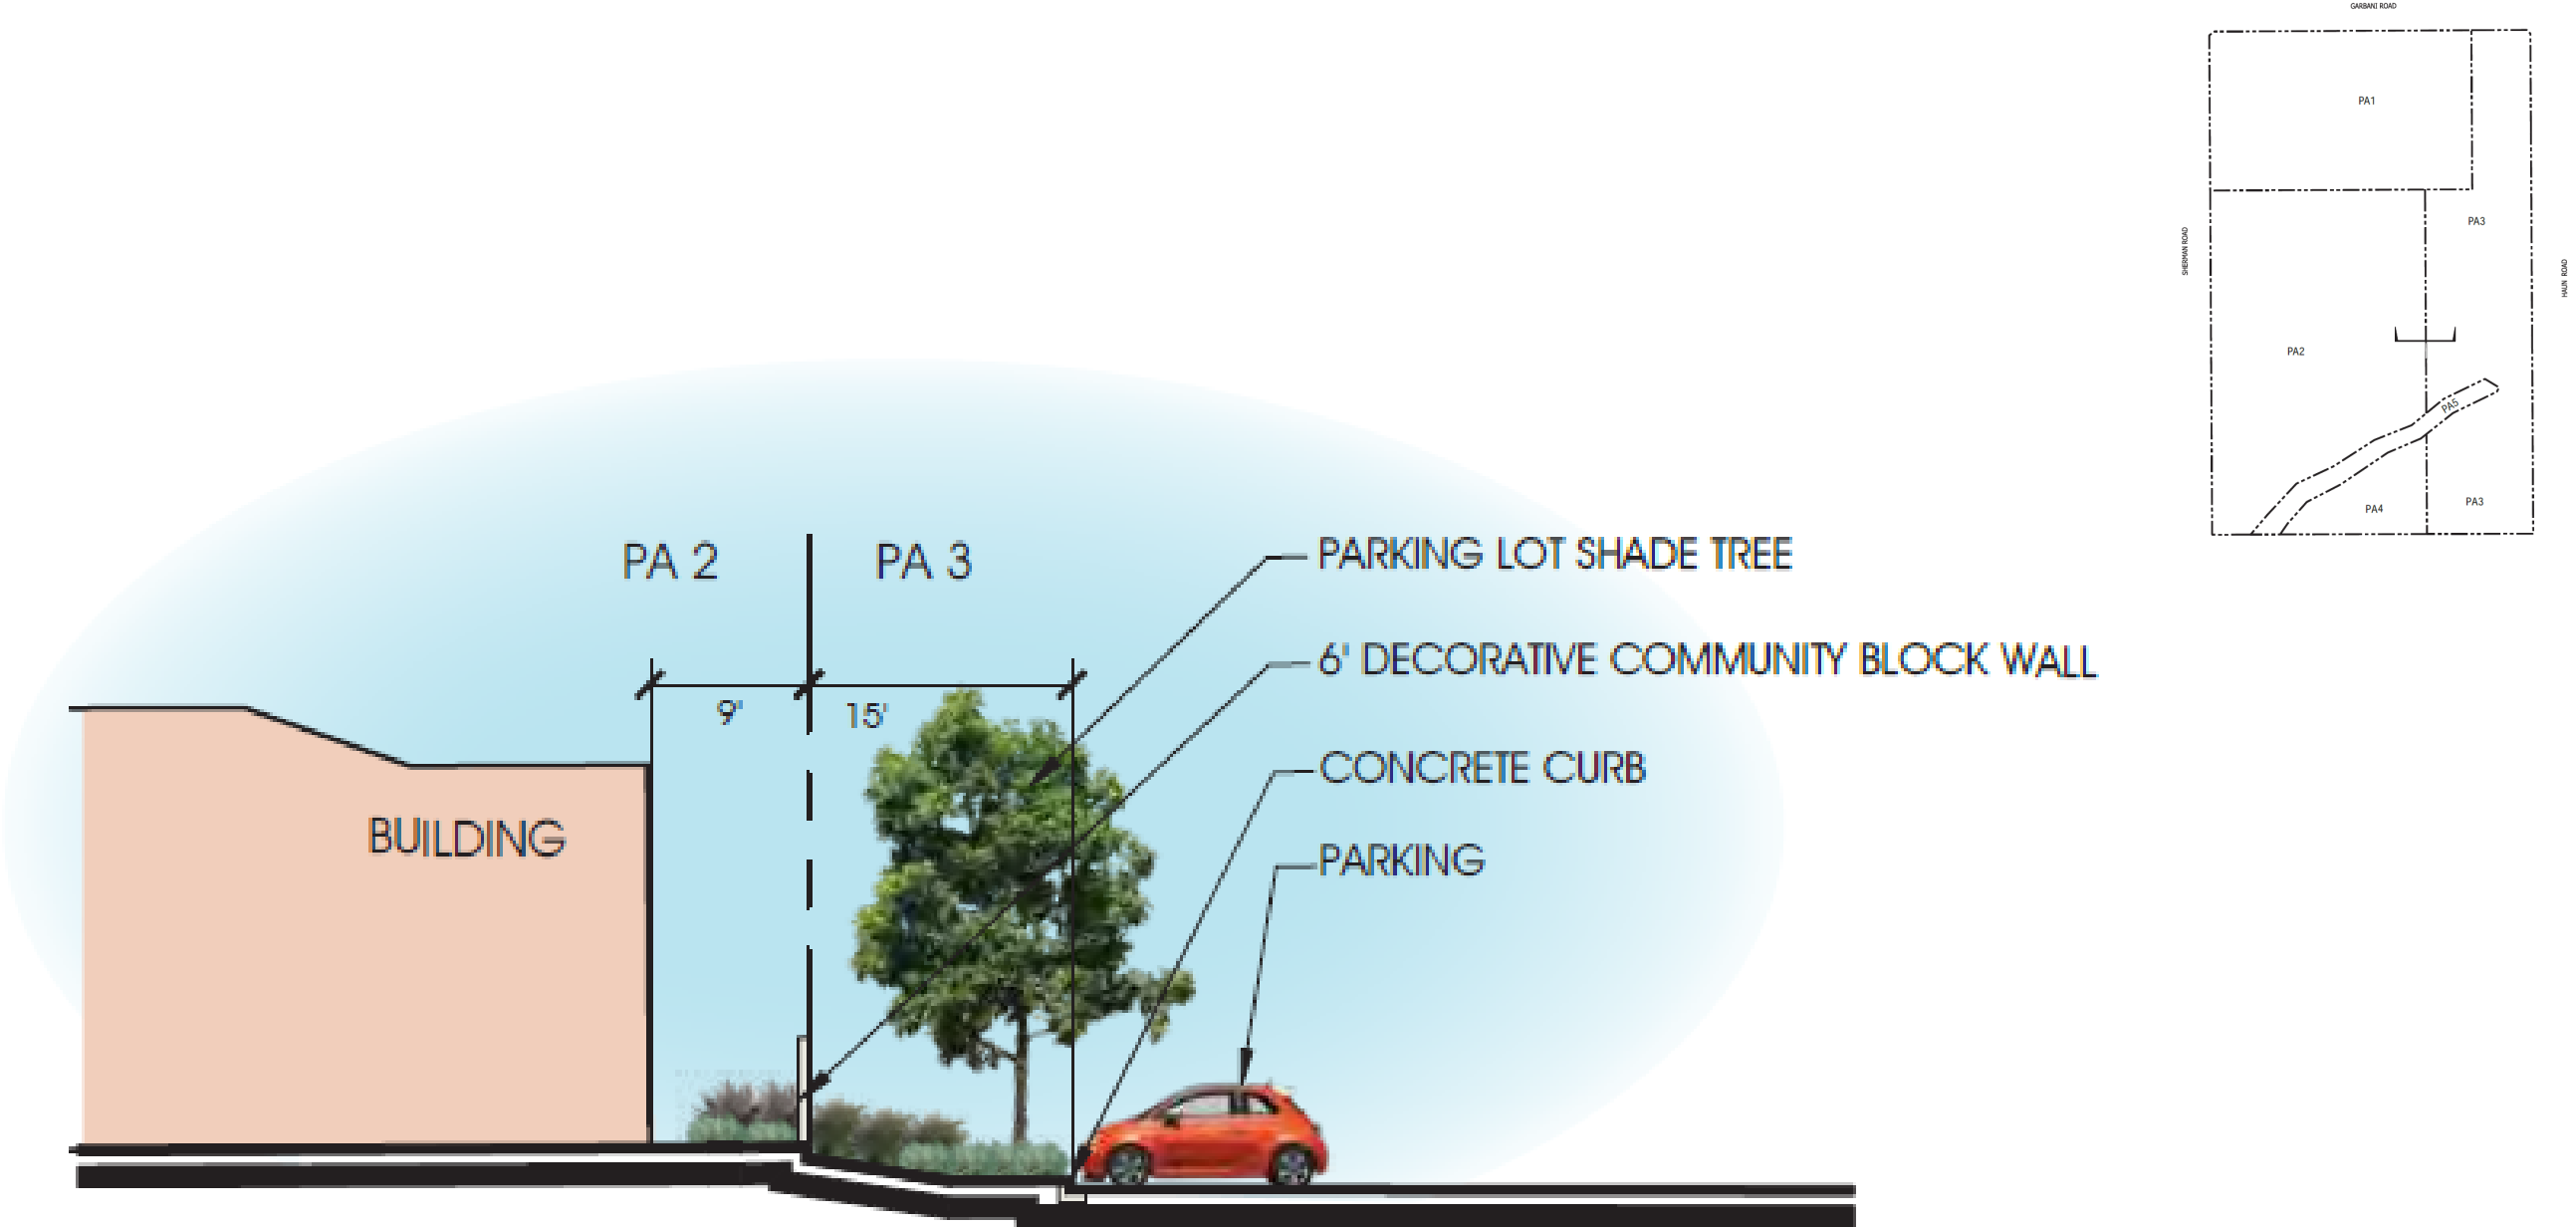 GARBANI ROAD
PA1
PA3
SHERMAN ROAD
HAUN ROAD
PA2
PA5
PA4
PA3
PA 2
PA 3
9'
15'
PARKING LOT SHADE TREE
6' DECORATIVE COMMUNITY BLOCK WALL
CONCRETE CURB
PARKING
BUILDING